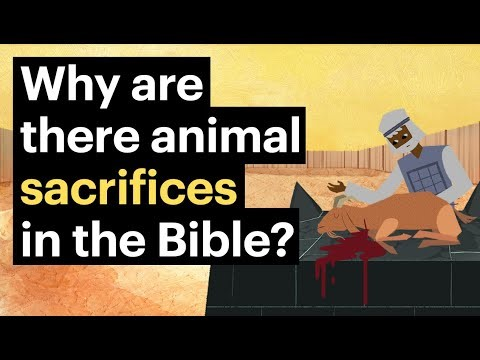 Why are
there animal
sacrifices
in the Bible?